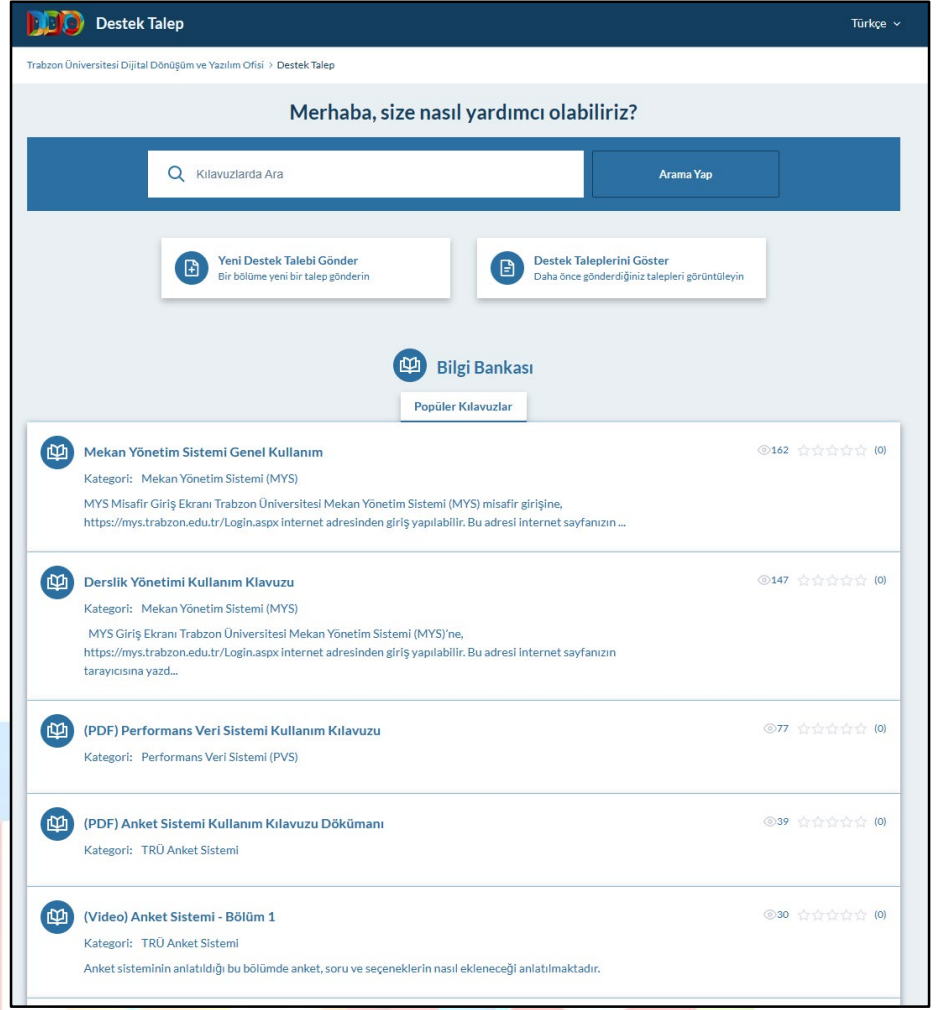 DDO Destek Talep
Türkçe
Trabzon Üniversitesi Dijital Dönüşüm ve Yazılım Ofisi > Destek Talep
Merhaba, size nasıl yardımcı olabiliriz?
Kılavuzlarda Ara
Arama Yap
Yeni Destek Talebi Gönder
Bir bölüme yeni bir talep gönderin
Destek Taleplerini Göster
Daha önce gönderdiğiniz talepleri görüntüleyin
Bilgi Bankası
Popüler Kılavuzlar
Mekan Yönetim Sistemi Genel Kullanım
162 (0)
Kategori: Mekan Yönetim Sistemi (MYS)
MYS Misafir Giriş Ekranı Trabzon Üniversitesi Mekan Yönetim Sistemi (MYS) misafir girişine,
https://mys.trabzon.edu.tr/Login.aspx internet adresinden giriş yapılabilir. Bu adresi internet sayfanızın ...
Derslik Yönetimi Kullanım Klavuzu
147 (0)
Kategori: Mekan Yönetim Sistemi (MYS)
MYS Giriş Ekranı Trabzon Üniversitesi Mekan Yönetim Sistemi (MYS)'ne,
https://mys.trabzon.edu.tr/Login.aspx internet adresinden giriş yapılabilir. Bu adresi internet sayfanızın
tarayıcısına yazd...
(PDF) Performans Veri Sistemi Kullanım Kılavuzu
77 (0)
Kategori: Performans Veri Sistemi (PVS)
(PDF) Anket Sistemi Kullanım Kılavuzu Dökümanı
39 (0)
Kategori: TRÜ Anket Sistemi
(Video) Anket Sistemi - Bölüm 1
30 (0)
Kategori: TRÜ Anket Sistemi
Anket sisteminin anlatıldığı bu bölümde anket, soru ve seçeneklerin nasıl ekleneceği anlatılmaktadır.